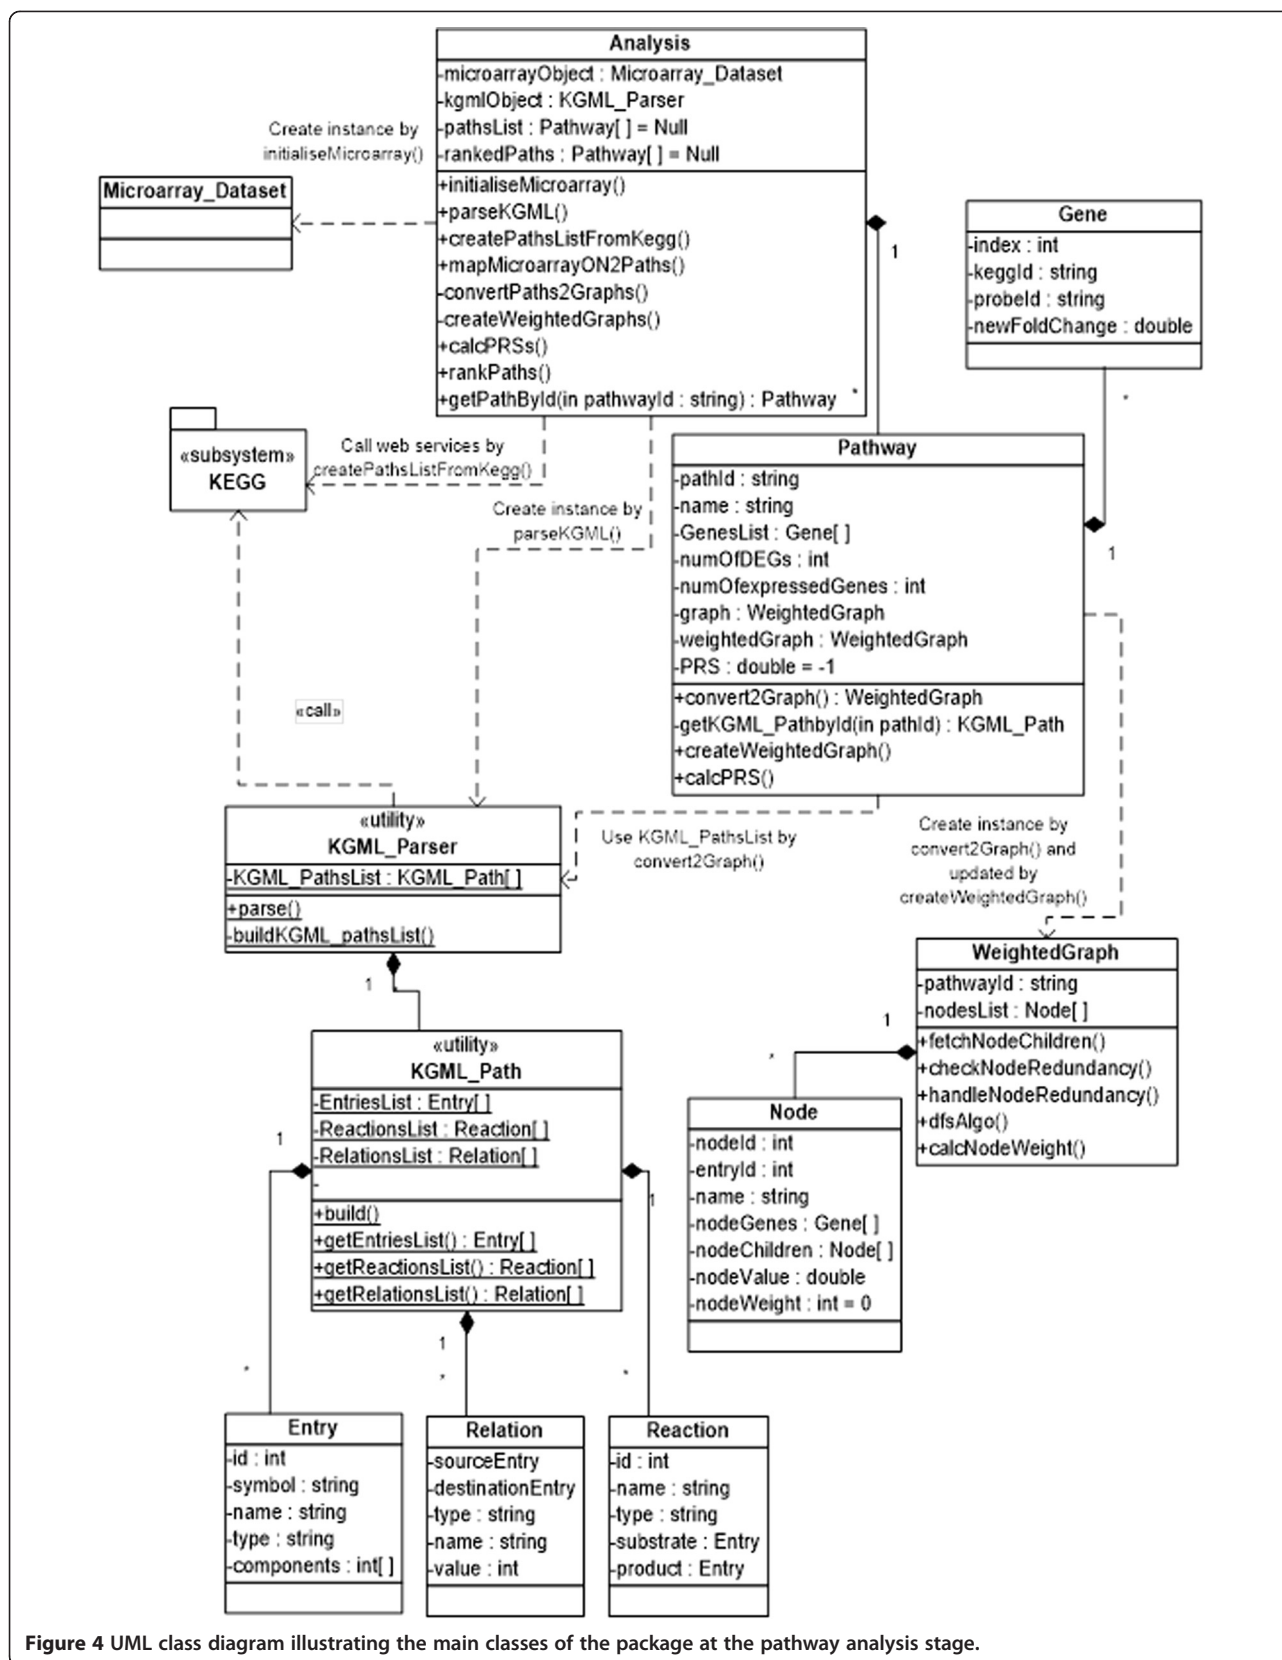 Analysis
-microarrayObject : Microarray_Dataset
-kgmlObject : KGML_Parser
-pathsList : Pathway[ ] = Null
-rankedPaths : Pathway[ ] = Null
+initialiseMicroarray()
+parseKGML()
+createPathsListFromKegg()
+mapMicroarrayON2Paths()
-convertPaths2Graphs()
-createWeightedGraphs()
+calcPRSs()
+rankPaths()
+getPathById(in pathwayId : string) : Pathway
Create instance by
initialiseMicroarray()
Microarray_Dataset
1
*
Gene
-index : int
-keggId : string
-probeId : string
-newFoldChange : double
*
1
«subsystem»
KEGG
Call web services by
createPathsListFromKegg()
Create instance by
parseKGML()
Pathway
-pathId : string
-name : string
-GenesList : Gene[ ]
-numOfDEGs : int
-numOfexpressedGenes : int
-graph : WeightedGraph
-weightedGraph : WeightedGraph
-PRS : double = -1
+convert2Graph() : WeightedGraph
-getKGML_PathbyId(in pathId) : KGML_Path
+createWeightedGraph()
+calcPRS()
«call»
«utility»
KGML_Parser
-KGML_PathsList : KGML_Path[ ]
+parse()
-buildKGML_pathsList()
Use KGML_PathsList by
convert2Graph()
Create instance by
convert2Graph() and
updated by
createWeightedGraph()
WeightedGraph
-pathwayId : string
-nodesList : Node[ ]
+fetchNodeChildren()
+checkNodeRedundancy()
+handleNodeRedundancy()
+dfsAlgo()
+calcNodeWeight()
1
*
1
*
«utility»
KGML_Path
-EntriesList : Entry[ ]
-ReactionsList : Reaction[ ]
-RelationsList : Relation[ ]
-
+build()
+getEntriesList() : Entry[ ]
+getReactionsList() : Reaction[ ]
+getRelationsList() : Relation[ ]
Node
-nodeId : int
-entryId : int
-name : string
-nodeGenes : Gene[ ]
-nodeChildren : Node[ ]
-nodeValue : double
-nodeWeight : int = 0
1
1
1
*
*
*
Entry
-id : int
-symbol : string
-name : string
-type : string
-components : int[ ]
Relation
-sourceEntry
-destinationEntry
-type : string
-name : string
-value : int
Reaction
-id : int
-name : string
-type : string
-substrate : Entry
-product : Entry
Figure 4 UML class diagram illustrating the main classes of the package at the pathway analysis stage.